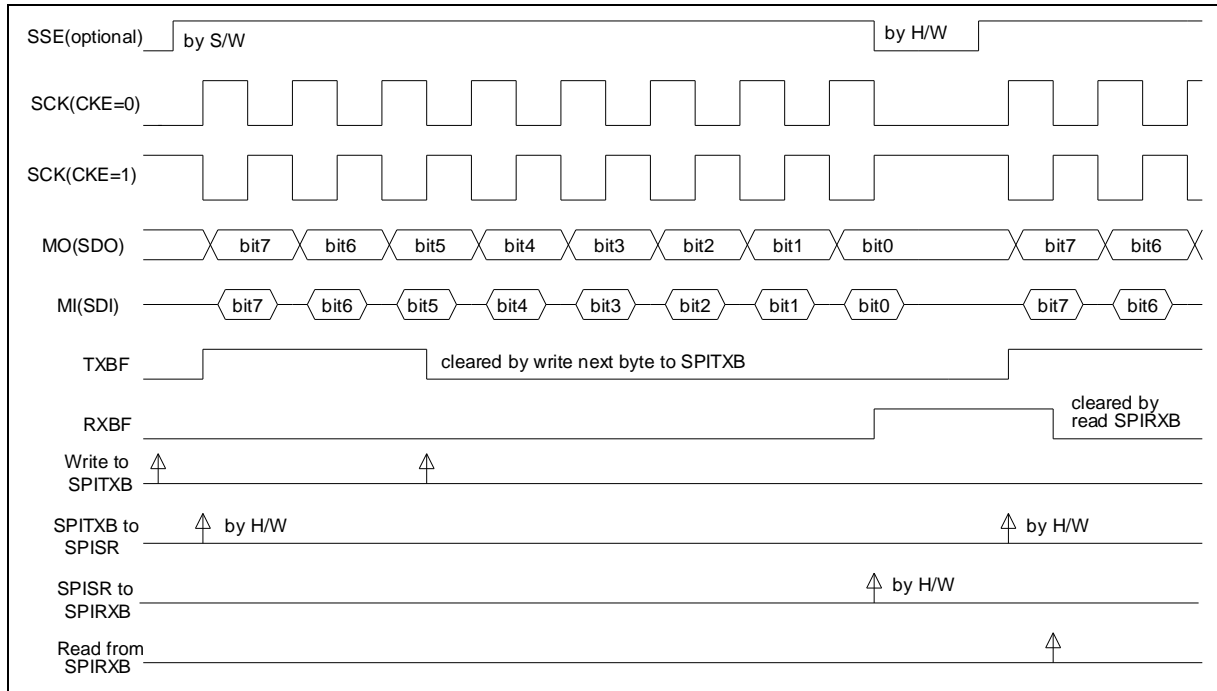 SSE(optional) by S/W by H/W
SCK(CKE=0)
SCK(CKE=1)
MO(SDO) bit7 bit6 bit5 bit4 bit3 bit2 bit1 bit0 bit7 bit6
MI(SDI) bit7 bit6 bit5 bit4 bit3 bit2 bit1 bit0 bit7 bit6
TXBF cleared by write next byte to SPITXB
RXBF
cleared by
read SPIRXB
Write to
SPITXB
SPITXB to
SPISR
by H/W by H/W
SPISR to
SPIRXB
by H/W
Read from
SPIRXB